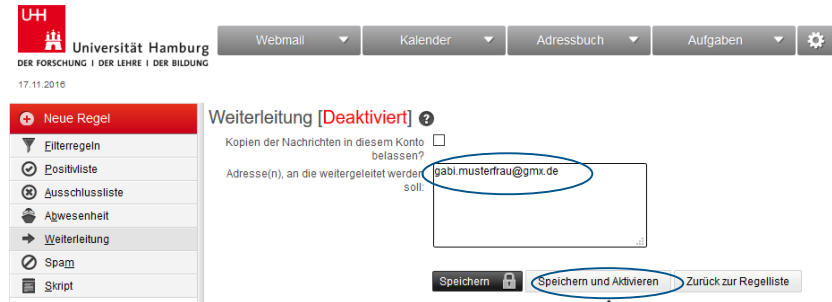 UH
Universität Hamburg
DER FORSCHUNG I DER LEHRE I DER BILDUNG
Webmail
Kalender
Adressbuch
Aufgaben
17.11.2016
Neue Regel
Filterregeln
Positivliste
Ausschlussliste
Abwesenheit
Weiterleitung
Spam
Skript
Weiterleitung [Deaktiviert] ?
Kopien der Nachrichten in diesem Konto
belassen?
Adresse(n), an die weitergeleitet werden
soll:
gabi.musterfrau@gmx.de
Speichern
Speichern und Aktivieren
Zurück zur Regelliste